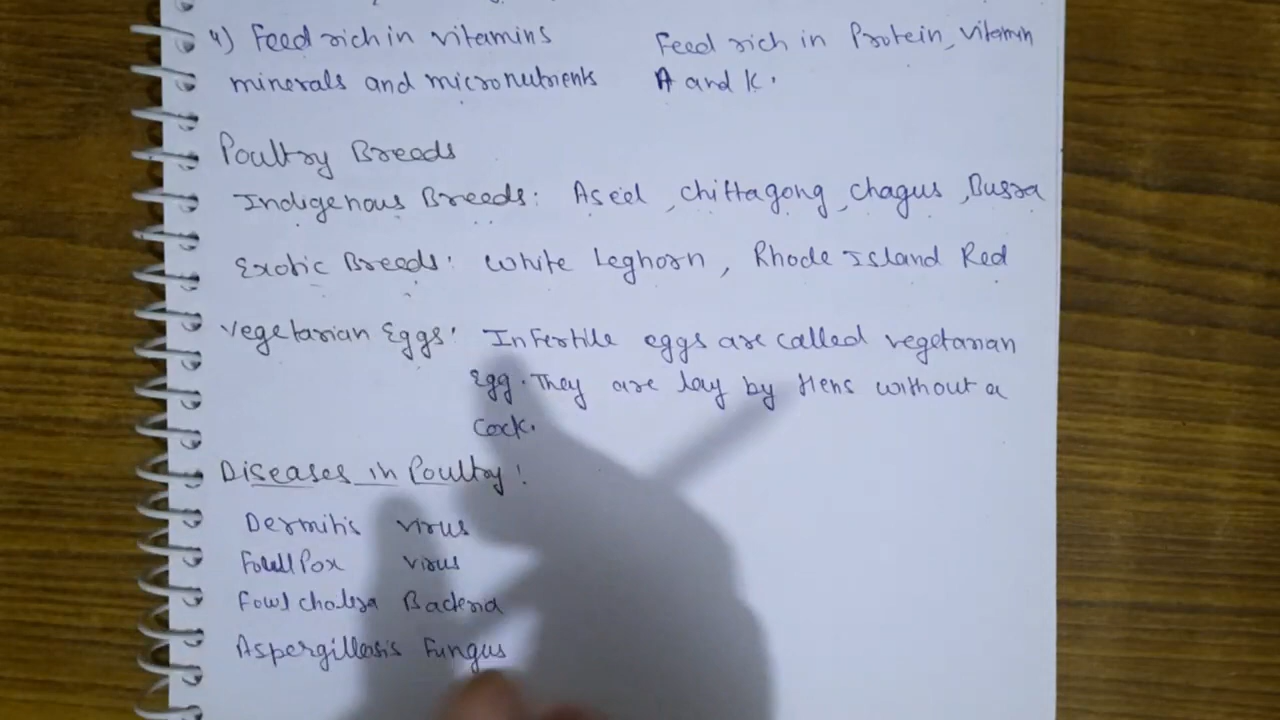 4) Feed rich in vitamins Feed rich in Protein, vitamin
minerals and micronutrients A and K.
Poultry Breeds
Indigenous Breeds: Aseel, Chittagong, Chagus, Bussa
Exotic Breeds: White Leghorn, Rhode Island Red
Vegetarian Eggs: Infertile eggs are called vegetarian
Egg. They are lay by Hens without a
Cock.
Diseases in Poultry:
Dermitis virus
Fowl Pox virus
Fowl cholera Bacteria
Aspergillosis Fungus